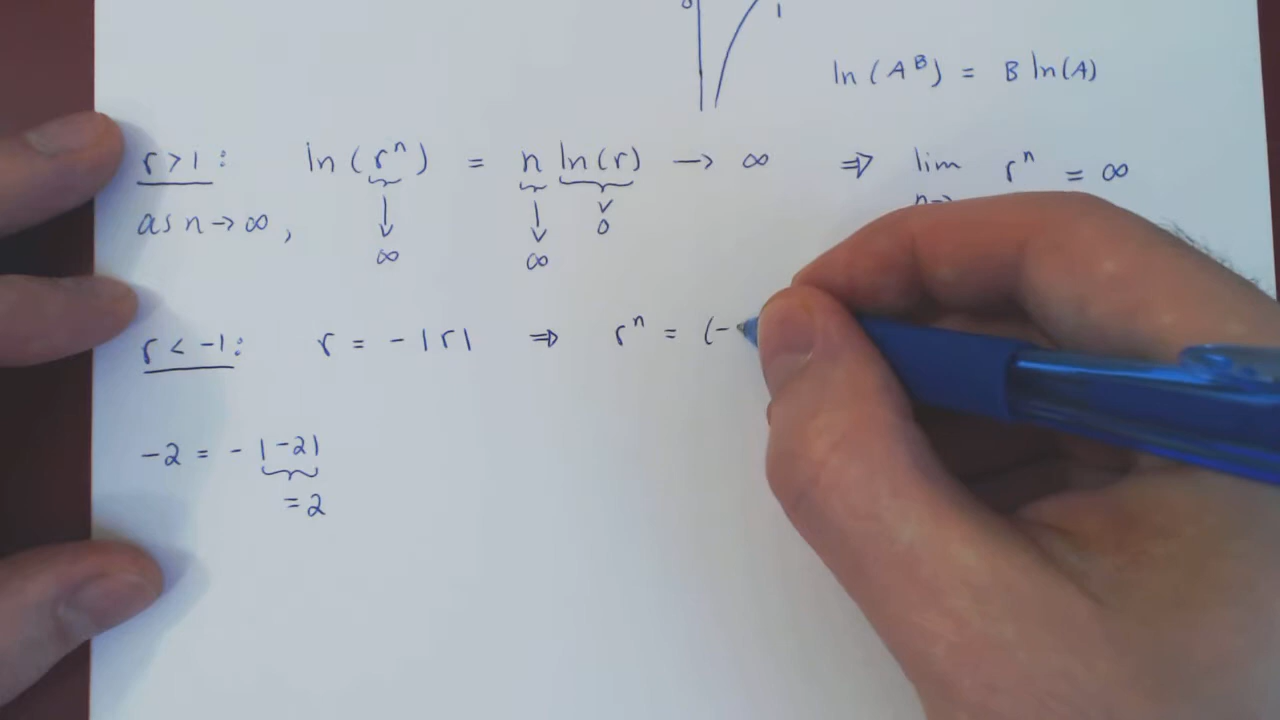 0 1
ln(A^B) = B ln(A)
r>1: ln(r^n) = n ln(r) → ∞ ⇒ lim r^n = ∞
n→
as n→∞, ↓ ↓ v
∞ ∞ 0
r < -1: r = -|r| ⇒ r^n = (-
-2 = -|-2|
=2